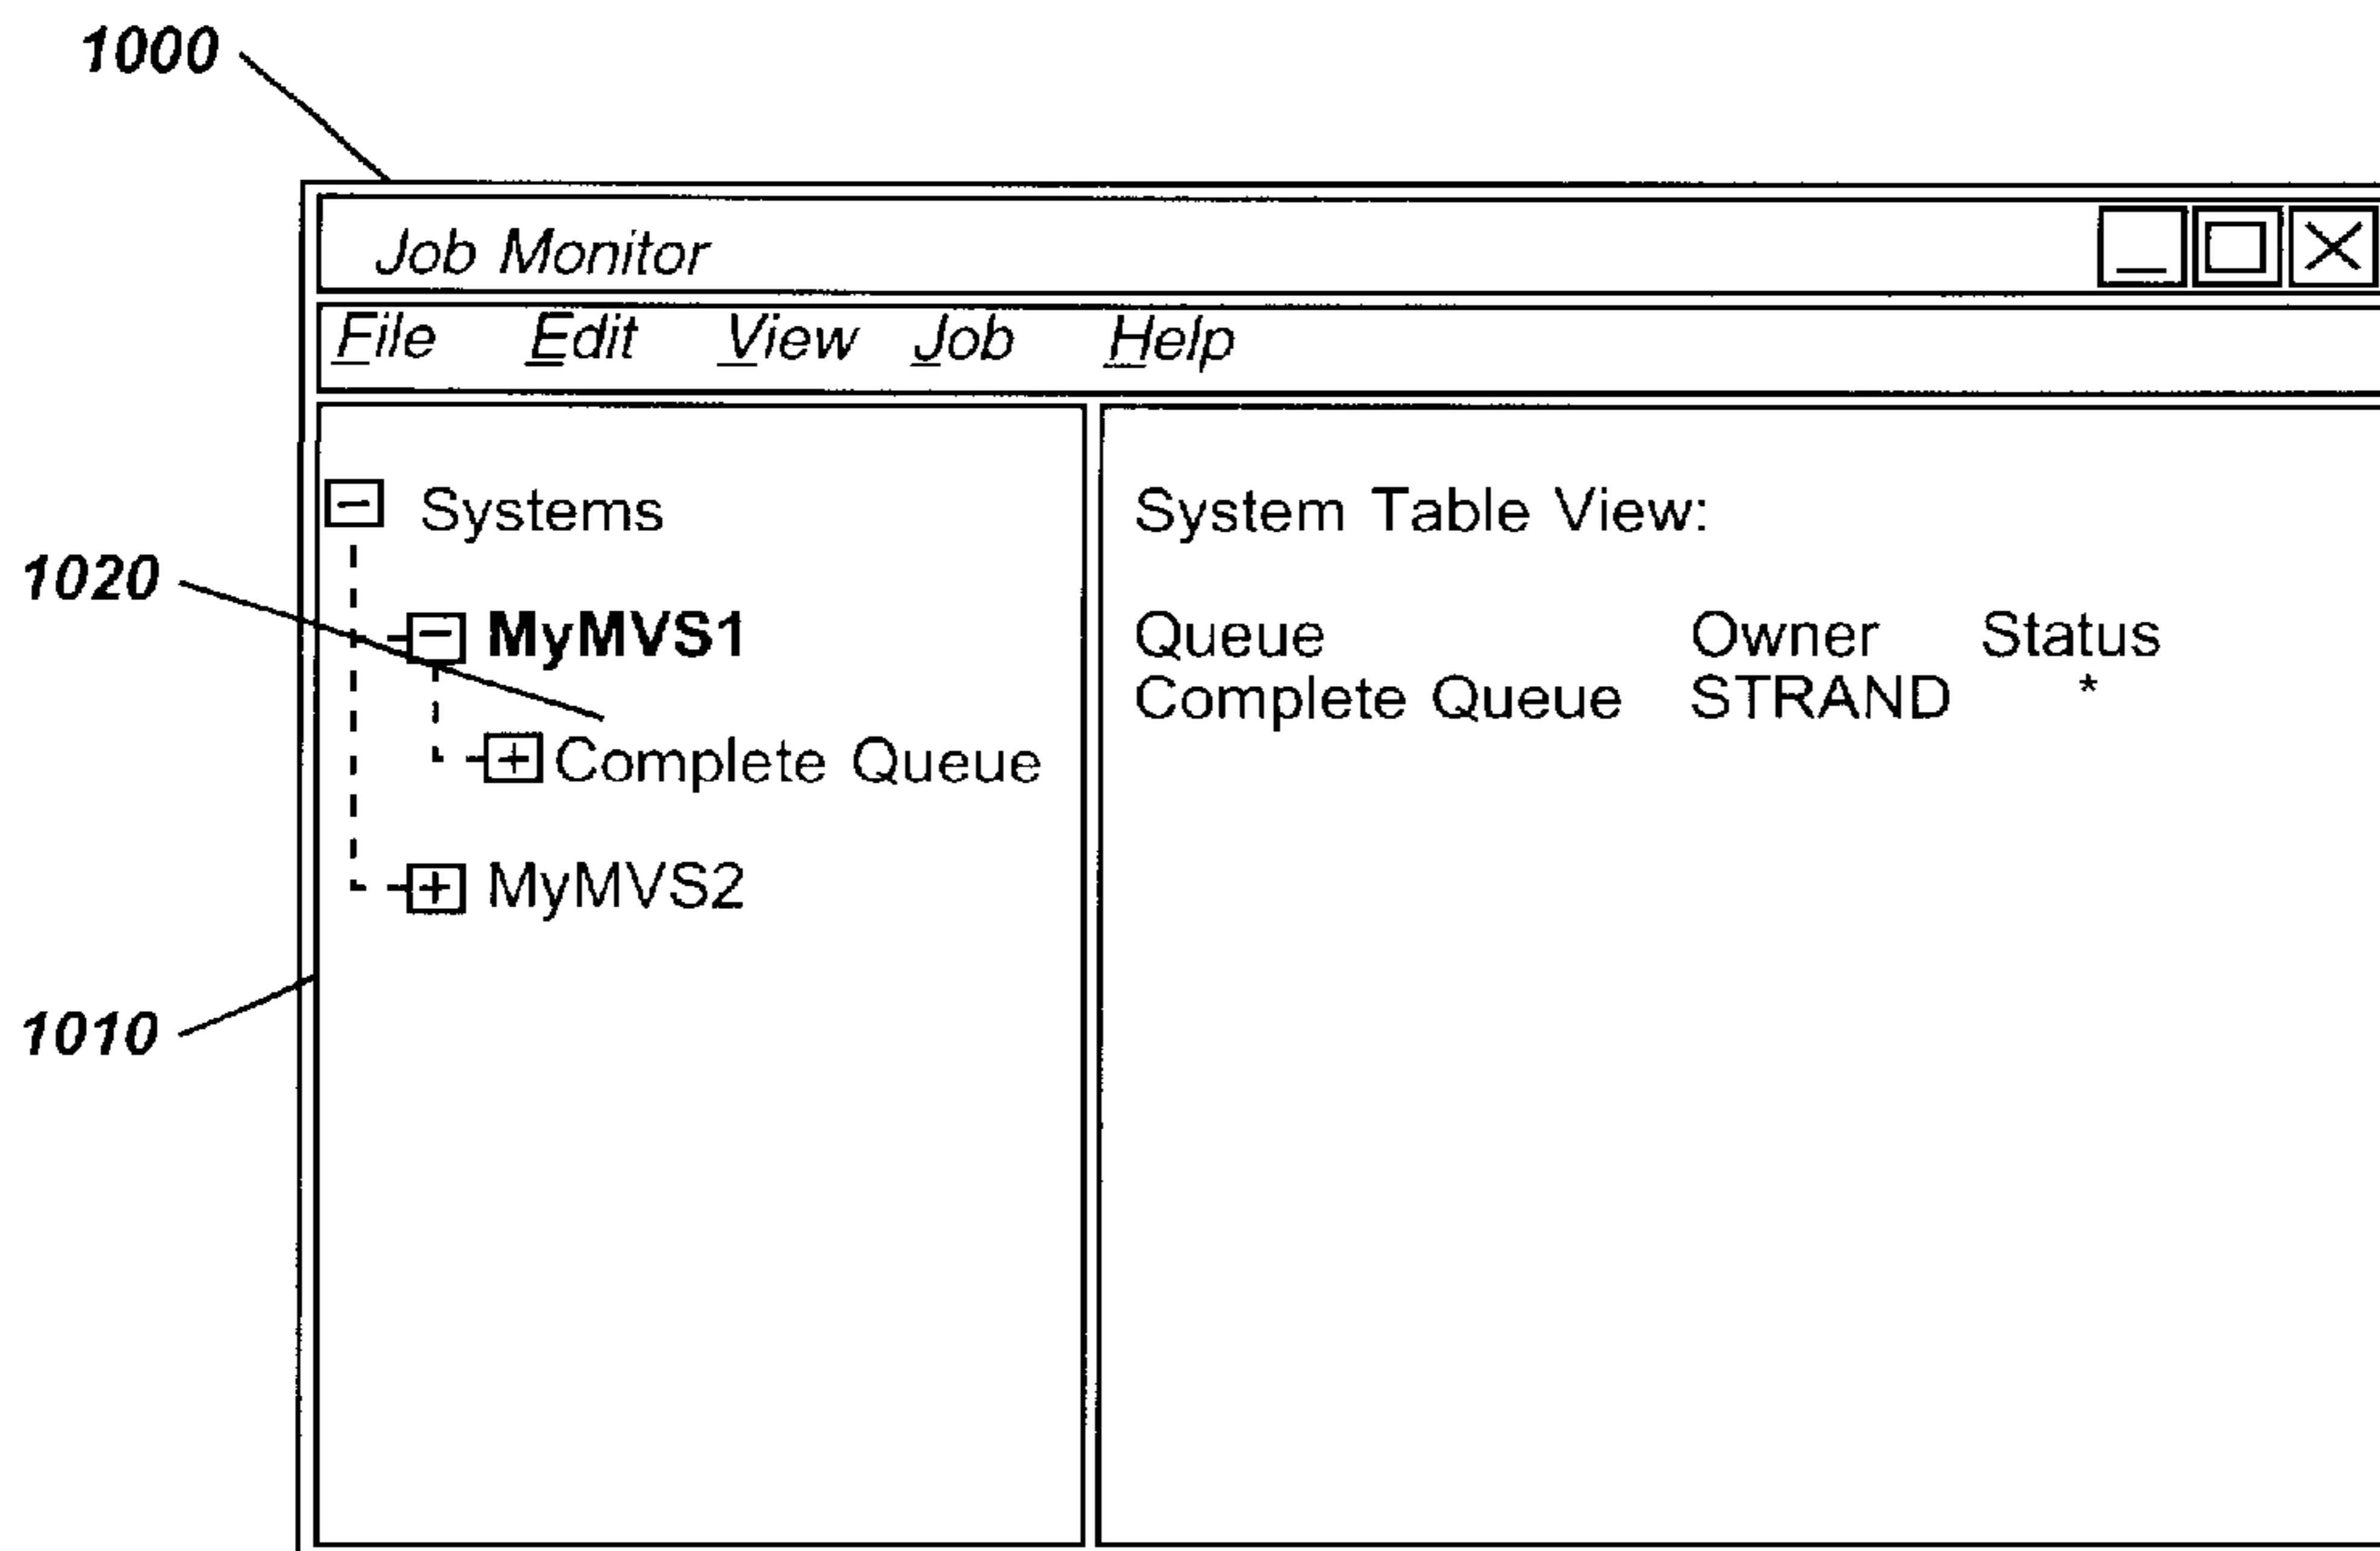 1000
Job Monitor
File Edit View Job Help
Systems
System Table View:
1020
MyMVS1
Queue Owner Status
Complete Queue STRAND *
Complete Queue
MyMVS2
1010